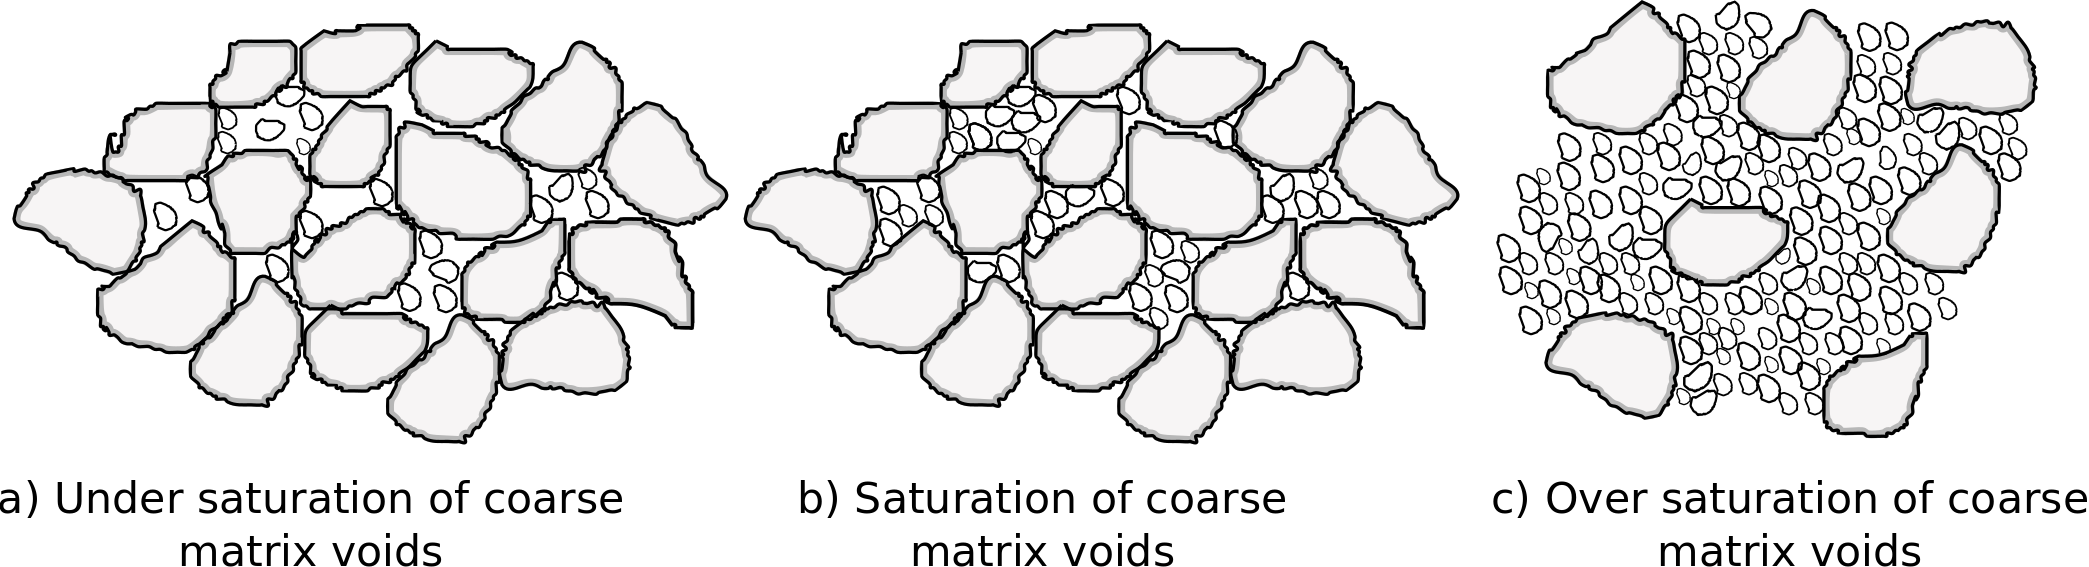 a) Under saturation of coarse
matrix voids
b) Saturation of coarse
matrix voids
c) Over saturation of coarse
matrix voids